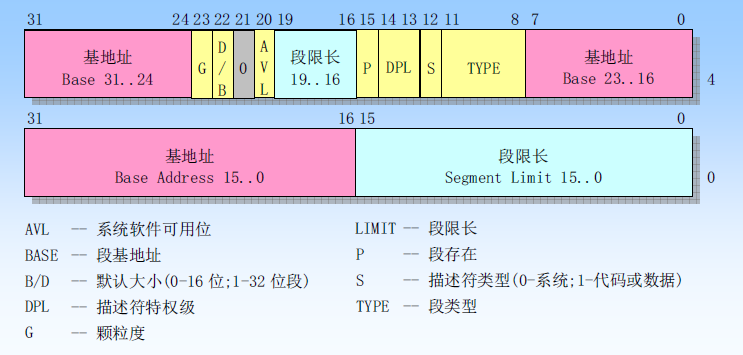 31 24 23 22 21 20 19 16 15 14 13 12 11 8 7 0
基地址 Base 31..24 G D/B 0 AVL 段限长 19..16 P DPL S TYPE 基地址 Base 23..16 4
31 16 15 0
基地址 段限长
Base Address 15..0 Segment Limit 15..0 0
AVL -- 系统软件可用位 LIMIT -- 段限长
BASE -- 段基地址 P -- 段存在
B/D -- 默认大小(0-16 位;1-32 位段) S -- 描述符类型(0-系统;1-代码或数据)
DPL -- 描述符特权级 TYPE -- 段类型
G -- 颗粒度